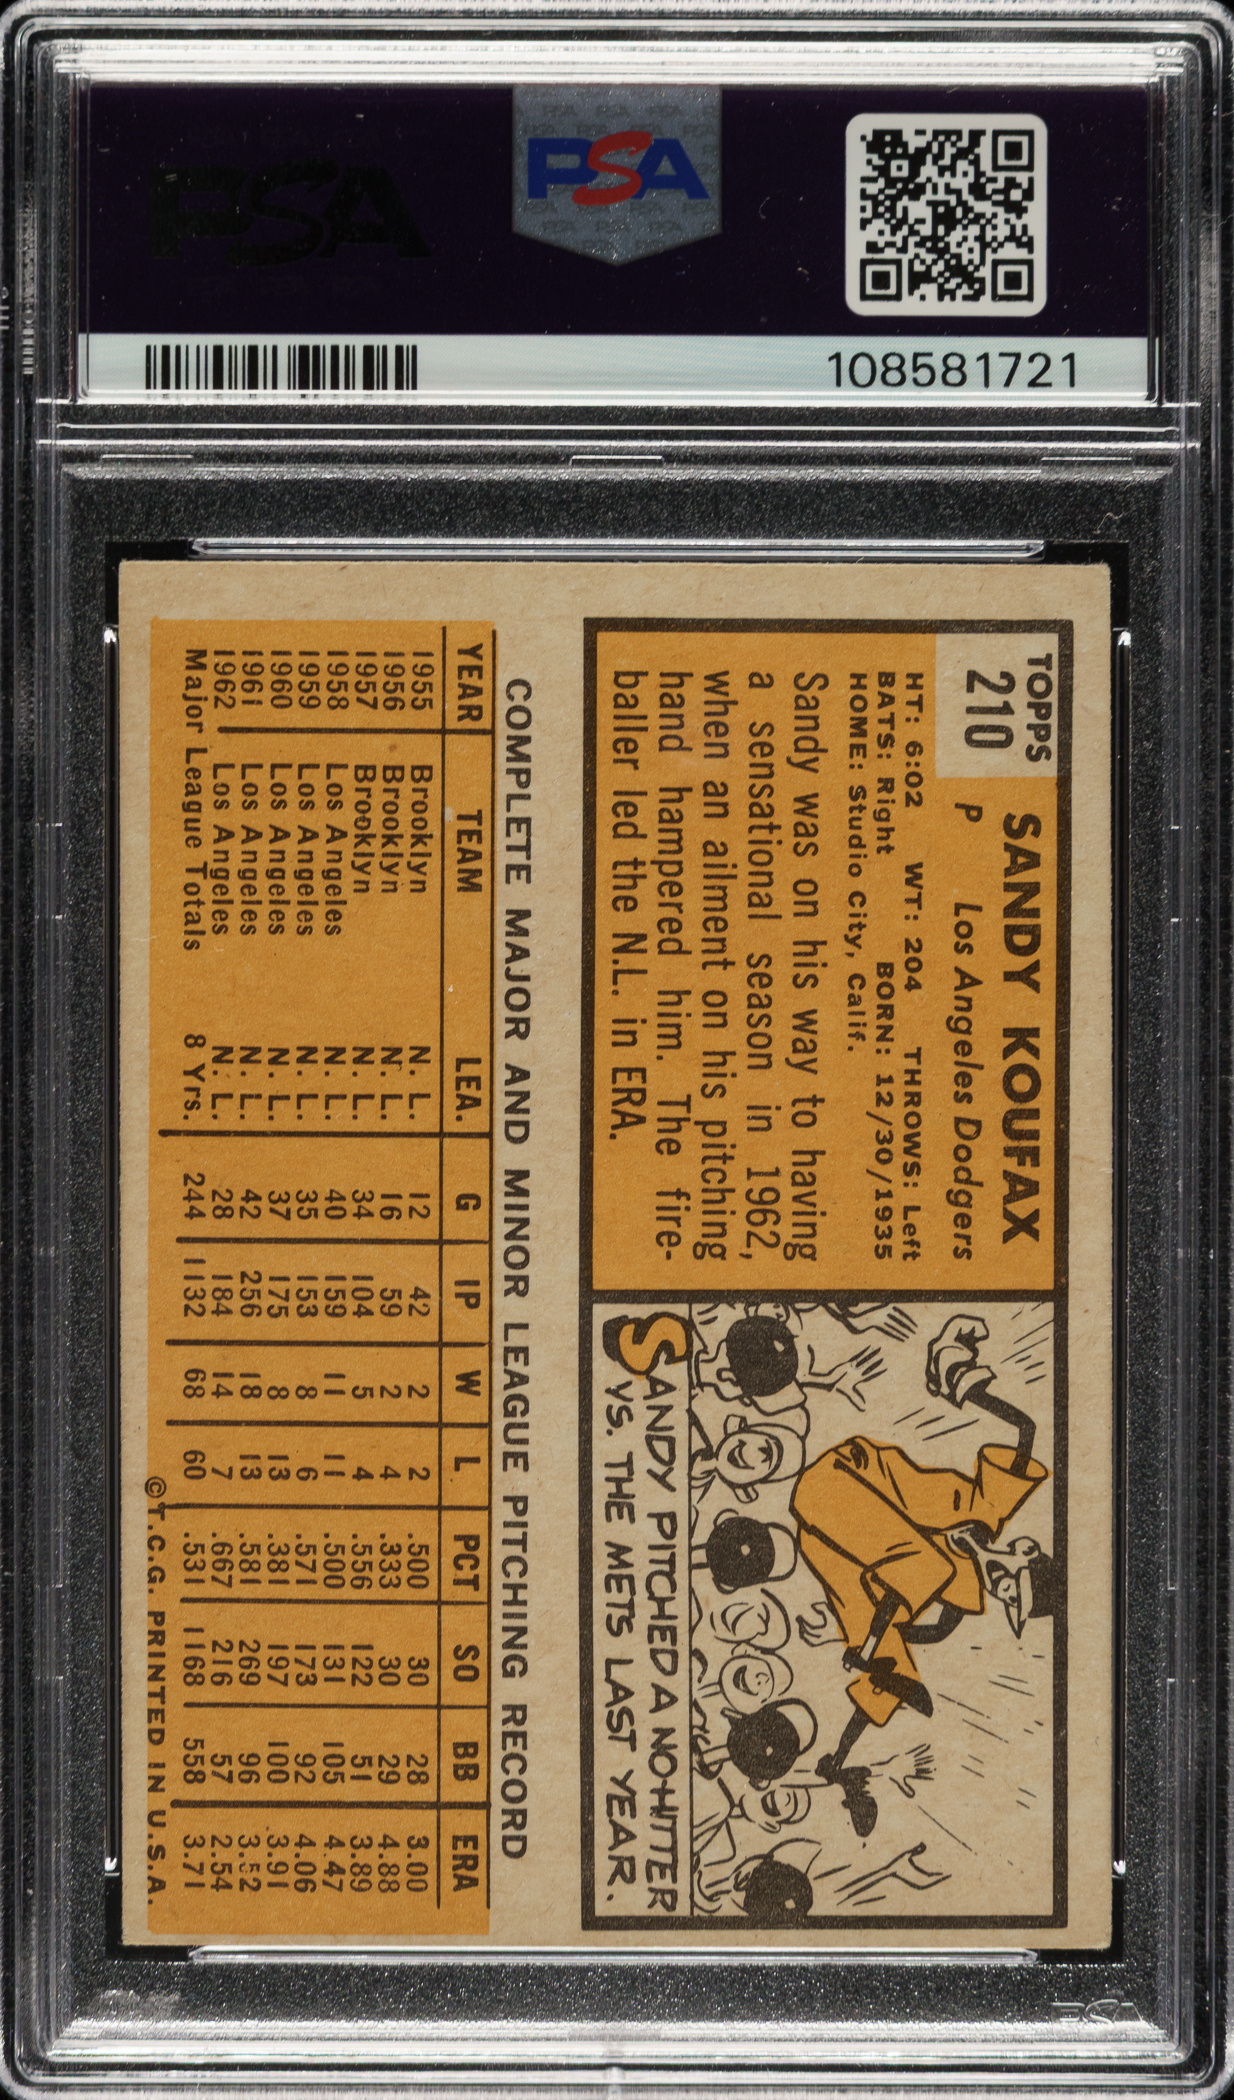 PSA
PSA
108581721
TOPPS
210
SANDY KOUFAX
P Los Angeles Dodgers
HT: 6:02 WT: 204 THROWS: Left
BATS: Right BORN: 12/30/1935
HOME: Studio City, Calif.
Sandy was on his way to having
a sensational season in 1962,
when an ailment on his pitching
hand hampered him. The fire-
baller led the N.L. in ERA.
SANDY PITCHED A NO-HITTER
VS. THE METS LAST YEAR.
COMPLETE MAJOR AND MINOR LEAGUE PITCHING RECORD
YEAR TEAM LEA. G IP W L PCT SO BB ERA
1955 Brooklyn N. L. 12 42 2 2 .500 30 28 3.00
1956 Brooklyn N. L. 16 59 2 4 .333 30 29 4.88
1957 Brooklyn N. L. 34 104 5 4 .556 122 51 3.89
1958 Los Angeles N. L. 40 159 11 11 .500 131 105 4.47
1959 Los Angeles N. L. 35 153 8 6 .571 173 92 4.06
1960 Los Angeles N. L. 37 175 8 13 .381 197 100 3.91
1961 Los Angeles N. L. 42 256 18 13 .581 269 96 3.52
1962 Los Angeles N. L. 28 184 14 7 .667 216 57 2.54
Major League Totals 8 Yrs. 244 1132 68 60 .531 1168 558 3.71
©T.C.G. PRINTED IN U.S.A.
PSA